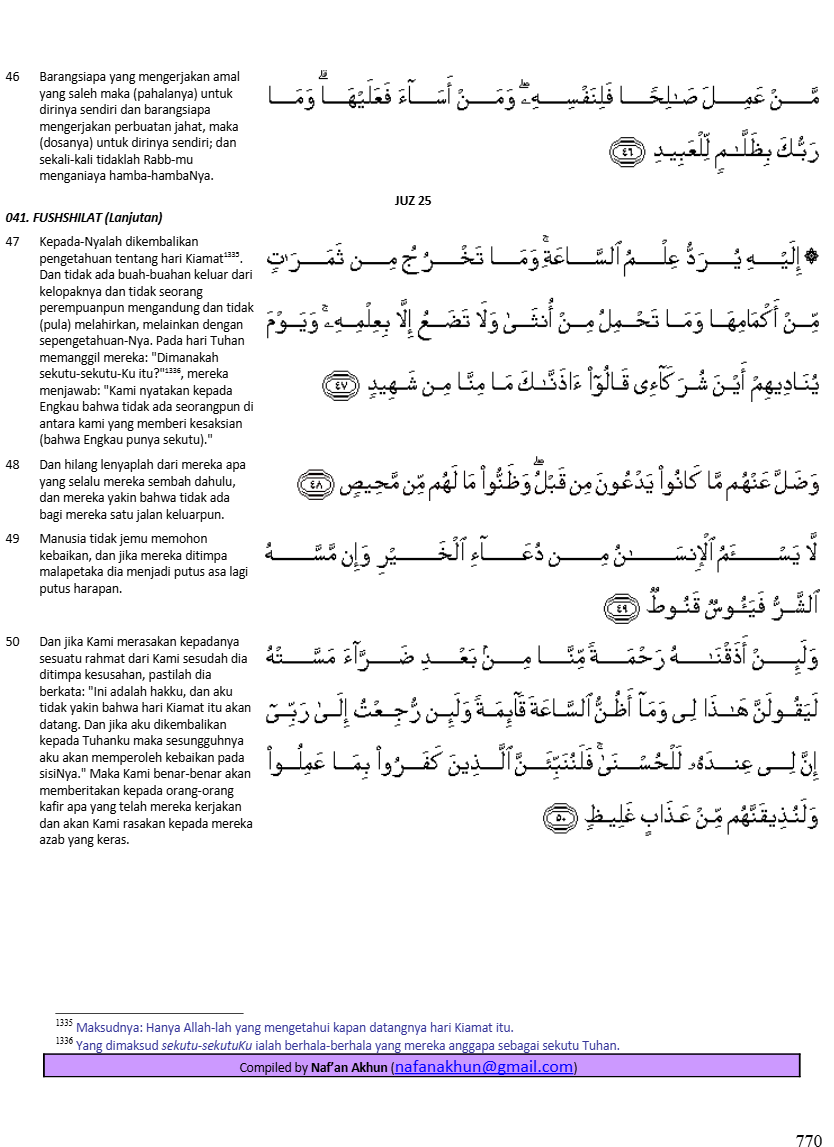 46 Barangsiapa yang mengerjakan amal
yang saleh maka (pahalanya) untuk
dirinya sendiri dan barangsiapa
mengerjakan perbuatan jahat, maka
(dosanya) untuk dirinya sendiri; dan
sekali-kali tidaklah Rabb-mu
menganiaya hamba-hambaNya.
مَّنْ عَمِلَ صَـٰلِحًا فَلِنَفْسِهِۦ ۖ وَمَنْ أَسَآءَ فَعَلَيْهَا ۗ وَمَا
رَبُّكَ بِظَلَّـٰمٍ لِّلْعَبِيدِ ٤٦
JUZ 25
041. FUSHSHILAT (Lanjutan)
47 Kepada-Nyalah dikembalikan
pengetahuan tentang hari Kiamat¹³³⁵.
Dan tidak ada buah-buahan keluar dari
kelopaknya dan tidak seorang
perempuanpun mengandung dan tidak
(pula) melahirkan, melainkan dengan
sepengetahuan-Nya. Pada hari Tuhan
memanggil mereka: "Dimanakah
sekutu-sekutu-Ku itu?"¹³³⁶, mereka
menjawab: "Kami nyatakan kepada
Engkau bahwa tidak ada seorangpun di
antara kami yang memberi kesaksian
(bahwa Engkau punya sekutu)."
۞ إِلَيْهِ يُرَدُّ عِلْمُ ٱلسَّاعَةِ ۚ وَمَا تَخْرُجُ مِن ثَمَرَٰتٍ
مِّنْ أَكْمَامِهَا وَمَا تَحْمِلُ مِنْ أُنثَىٰ وَلَا تَضَعُ إِلَّا بِعِلْمِهِۦ ۚ وَيَوْمَ
يُنَادِيهِمْ أَيْنَ شُرَكَآءِى قَالُوٓا۟ ءَاذَنَّـٰكَ مَا مِنَّا مِن شَهِيدٍ ٤٧
48 Dan hilang lenyaplah dari mereka apa
yang selalu mereka sembah dahulu,
dan mereka yakin bahwa tidak ada
bagi mereka satu jalan keluarpun.
وَضَلَّ عَنْهُم مَّا كَانُوا۟ يَدْعُونَ مِن قَبْلُ ۖ وَظَنُّوا۟ مَا لَهُم مِّن مَّحِيصٍ ٤٨
49 Manusia tidak jemu memohon
kebaikan, dan jika mereka ditimpa
malapetaka dia menjadi putus asa lagi
putus harapan.
لَّا يَسْـَٔمُ ٱلْإِنسَـٰنُ مِن دُعَآءِ ٱلْخَيْرِ وَإِن مَّسَّهُ
ٱلشَّرُّ فَيَـُٔوسٌ قَنُوطٌ ٤٩
50 Dan jika Kami merasakan kepadanya
sesuatu rahmat dari Kami sesudah dia
ditimpa kesusahan, pastilah dia
berkata: "Ini adalah hakku, dan aku
tidak yakin bahwa hari Kiamat itu akan
datang. Dan jika aku dikembalikan
kepada Tuhanku maka sesungguhnya
aku akan memperoleh kebaikan pada
sisiNya." Maka Kami benar-benar akan
memberitakan kepada orang-orang
kafir apa yang telah mereka kerjakan
dan akan Kami rasakan kepada mereka
azab yang keras.
وَلَئِنْ أَذَقْنَـٰهُ رَحْمَةً مِّنَّا مِنۢ بَعْدِ ضَرَّآءَ مَسَّتْهُ
لَيَقُولَنَّ هَـٰذَا لِى وَمَآ أَظُنُّ ٱلسَّاعَةَ قَآئِمَةً وَلَئِن رُّجِعْتُ إِلَىٰ رَبِّىٓ
إِنَّ لِى عِندَهُۥ لَلْحُسْنَىٰ ۚ فَلَنُنَبِّئَنَّ ٱلَّذِينَ كَفَرُوا۟ بِمَا عَمِلُوا۟
وَلَنُذِيقَنَّهُم مِّنْ عَذَابٍ غَلِيظٍ ٥٠
¹³³⁵ Maksudnya: Hanya Allah-lah yang mengetahui kapan datangnya hari Kiamat itu.
¹³³⁶ Yang dimaksud sekutu-sekutuKu ialah berhala-berhala yang mereka anggapa sebagai sekutu Tuhan.
Compiled by Naf'an Akhun (nafanakhun@gmail.com)
770